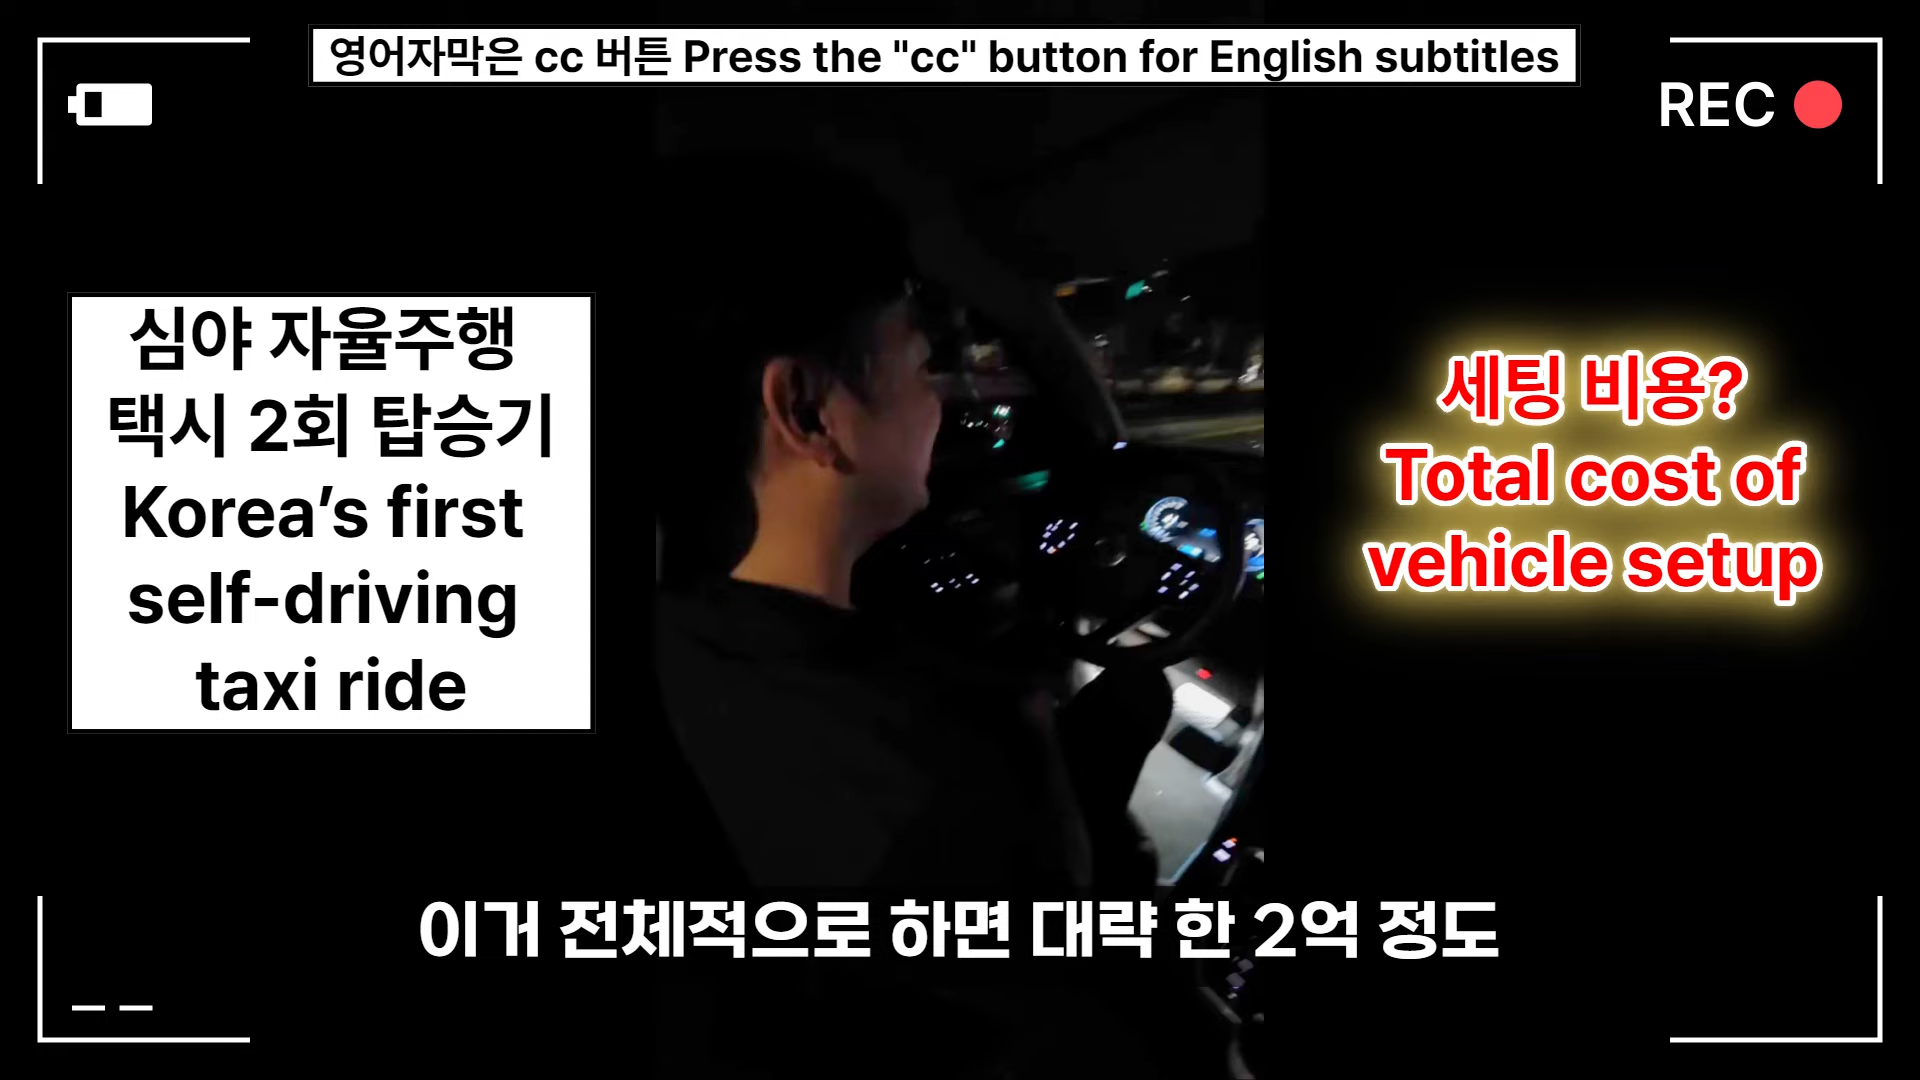 영어자막은 cc 버튼 Press the "cc" button for English subtitles
REC
심야 자율주행
택시 2회 탑승기
Korea’s first
self-driving
taxi ride
세팅 비용?
Total cost of
vehicle setup
이거 전체적으로 하면 대략 한 2억 정도